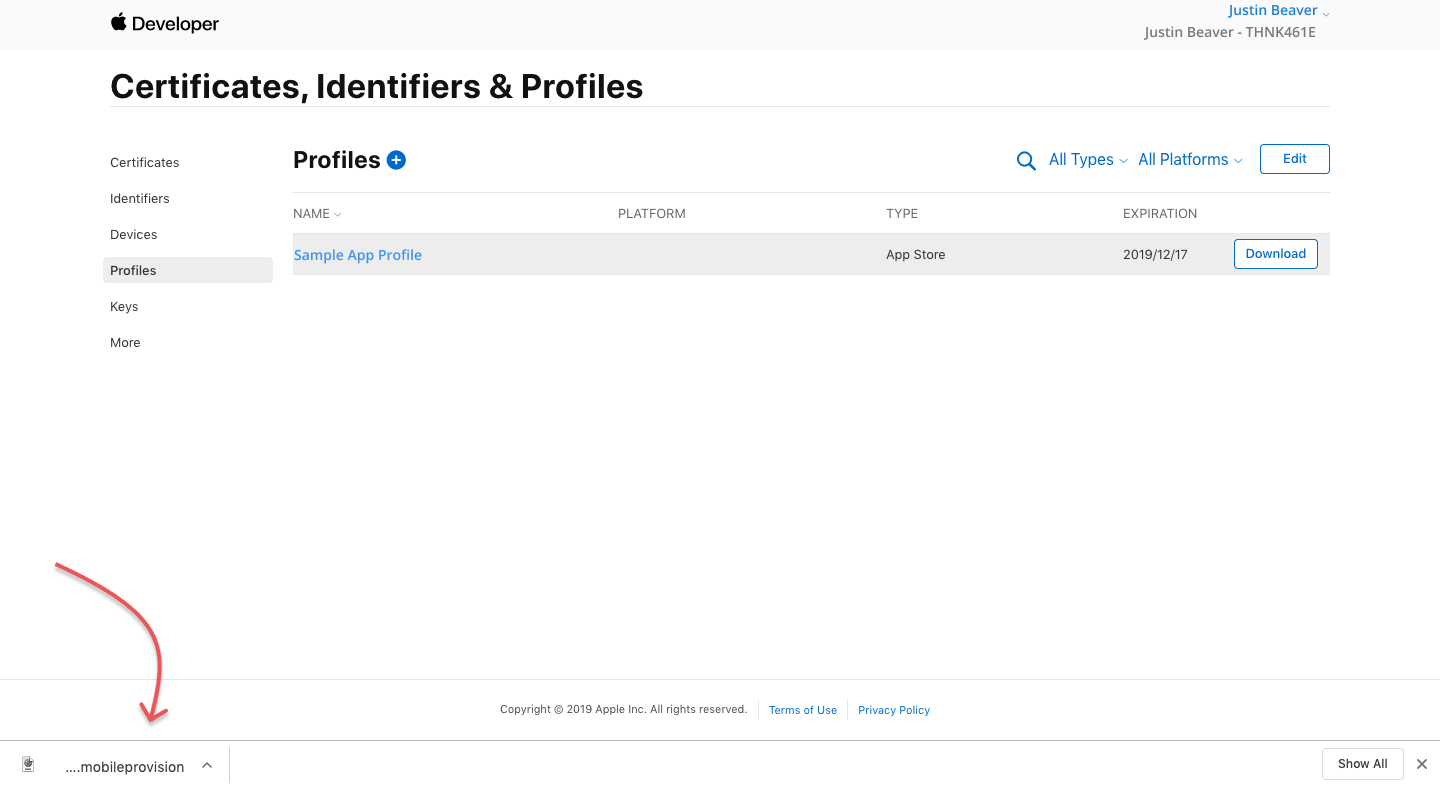 Developer
Justin Beaver
Justin Beaver - THNK461E
Certificates, Identifiers & Profiles
Certificates
Identifiers
Devices
Profiles
Keys
More
Profiles
All Types
All Platforms
Edit
NAME PLATFORM TYPE EXPIRATION
Sample App Profile App Store 2019/12/17 Download
Copyright © 2019 Apple Inc. All rights reserved. Terms of Use Privacy Policy
....mobileprovision
Show All